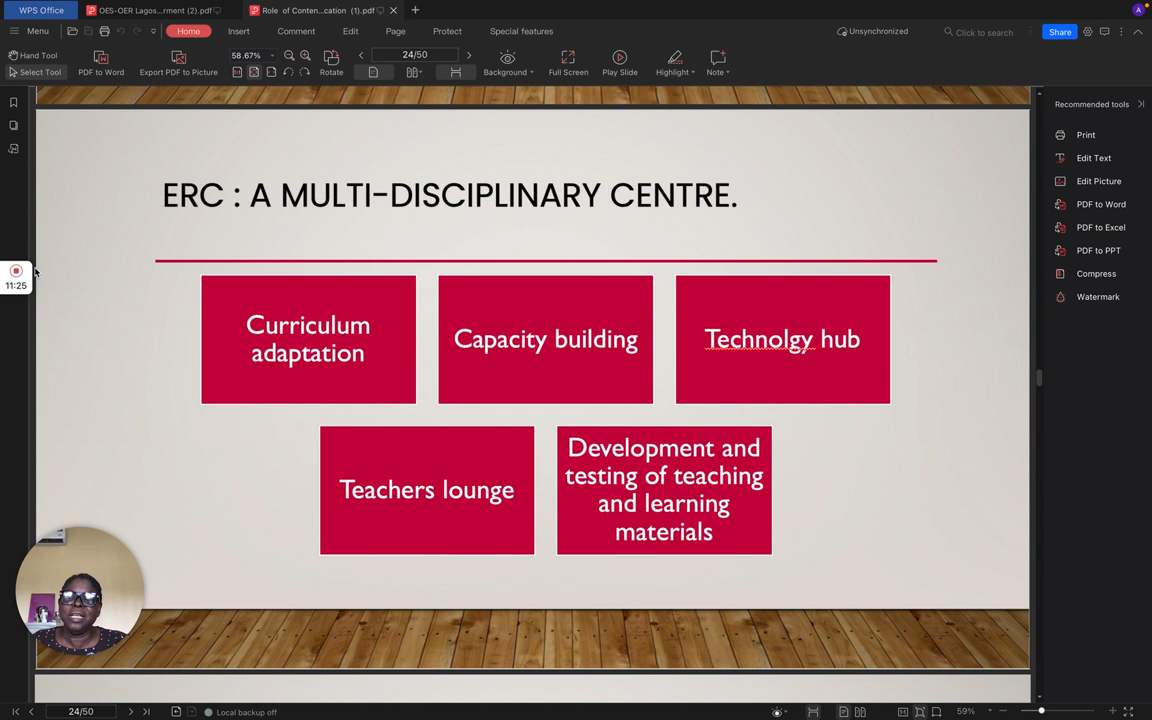 WPS Office
OES-OER Lagos...rment (2).pdf
Role of Conten...cation (1).pdf
A
Menu
Home
Insert
Comment
Edit
Page
Protect
Special features
Unsynchronized
Click to search
Share
Hand Tool
Select Tool
PDF to Word
Export PDF to Picture
58.67%
Rotate
24/50
Background
Full Screen
Play Slide
Highlight
Note
Recommended tools
Print
Edit Text
Edit Picture
PDF to Word
PDF to Excel
PDF to PPT
Compress
Watermark
11:25
ERC : A MULTI-DISCIPLINARY CENTRE.
Curriculum
adaptation
Capacity building
Technolgy hub
Teachers lounge
Development and
testing of teaching
and learning
materials
24/50
Local backup off
59%